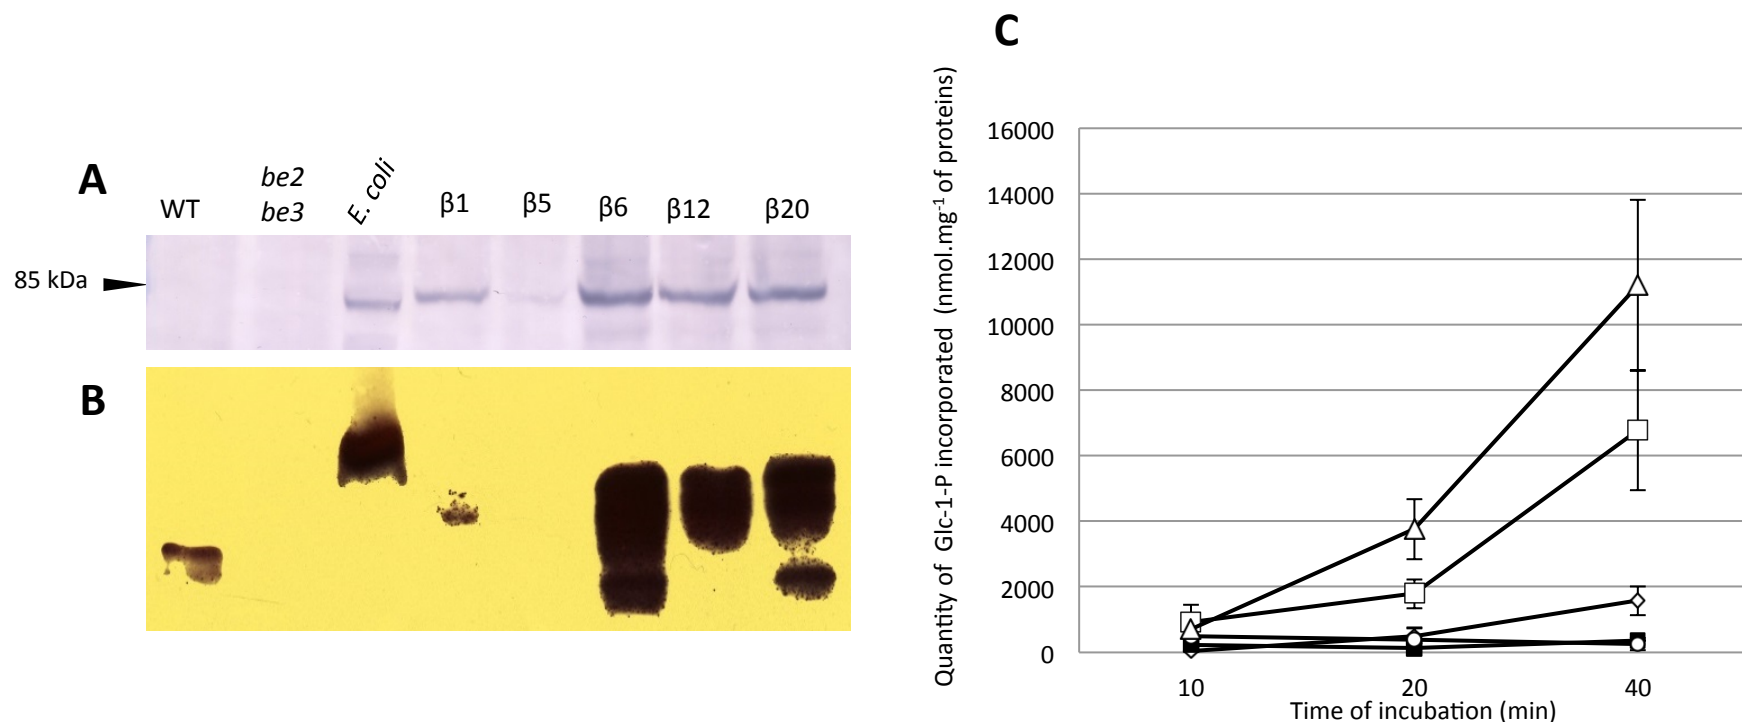 A
WT
be2
be3
E. coli
β1
β5
β6
β12
β20
85 kDa
B
C
Quantity of Glc-1-P incorporated (nmol.mg⁻¹ of proteins)
16000
14000
12000
10000
8000
6000
4000
2000
0
10
20
40
Time of incubation (min)